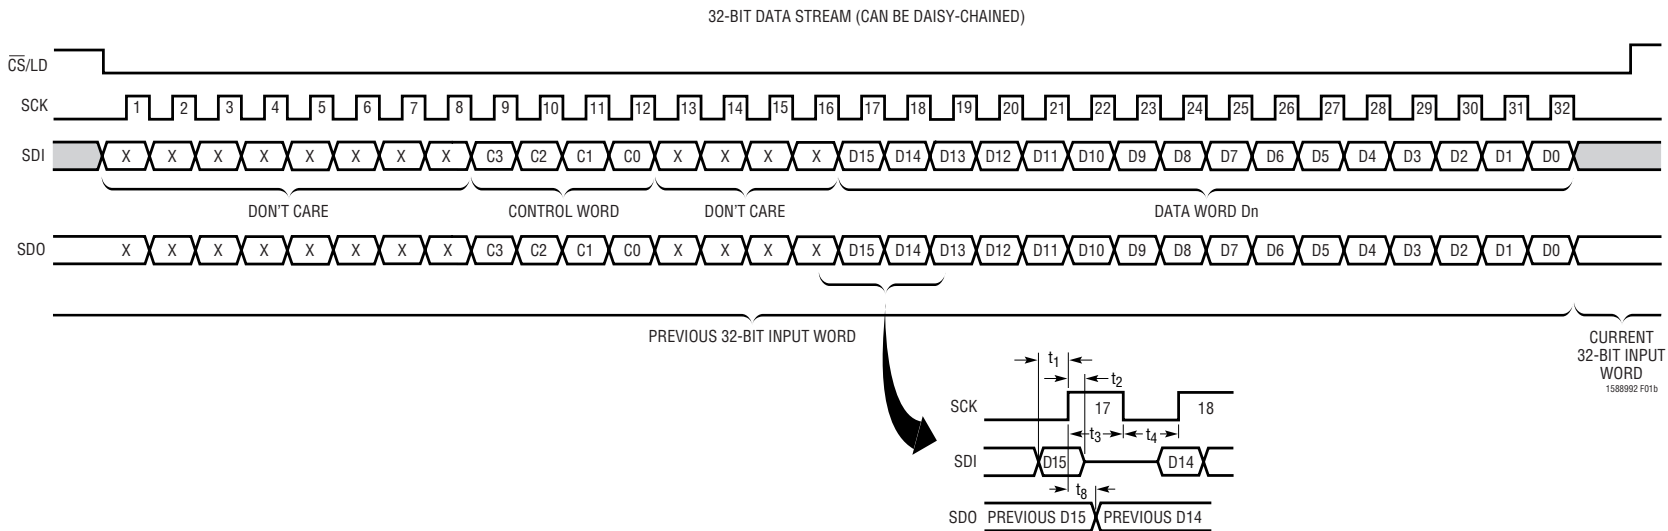 32-BIT DATA STREAM (CAN BE DAISY-CHAINED)
CS/LD
SCK 1 2 3 4 5 6 7 8 9 10 11 12 13 14 15 16 17 18 19 20 21 22 23 24 25 26 27 28 29 30 31 32
SDI X X X X X X X X C3 C2 C1 C0 X X X X D15 D14 D13 D12 D11 D10 D9 D8 D7 D6 D5 D4 D3 D2 D1 D0
DON'T CARE CONTROL WORD DON'T CARE DATA WORD Dn
SDO X X X X X X X X C3 C2 C1 C0 X X X X D15 D14 D13 D12 D11 D10 D9 D8 D7 D6 D5 D4 D3 D2 D1 D0
PREVIOUS 32-BIT INPUT WORD
CURRENT
32-BIT INPUT
WORD
1588992 F01b
t1
t2
SCK 17 18
t3 t4
SDI D15 D14
t8
SDO PREVIOUS D15 PREVIOUS D14